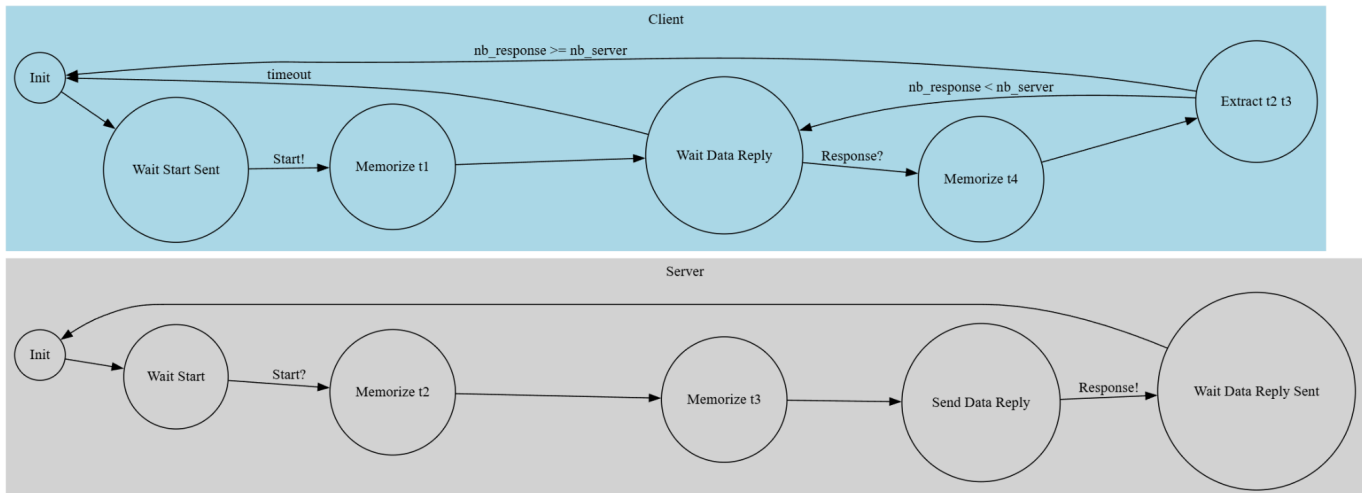 Client
nb_response >= nb_server
Init
timeout
nb_response < nb_server
Extract t2 t3
Wait Start Sent
Start!
Memorize t1
Wait Data Reply
Response?
Memorize t4
Server
Init
Wait Start
Start?
Memorize t2
Memorize t3
Send Data Reply
Response!
Wait Data Reply Sent